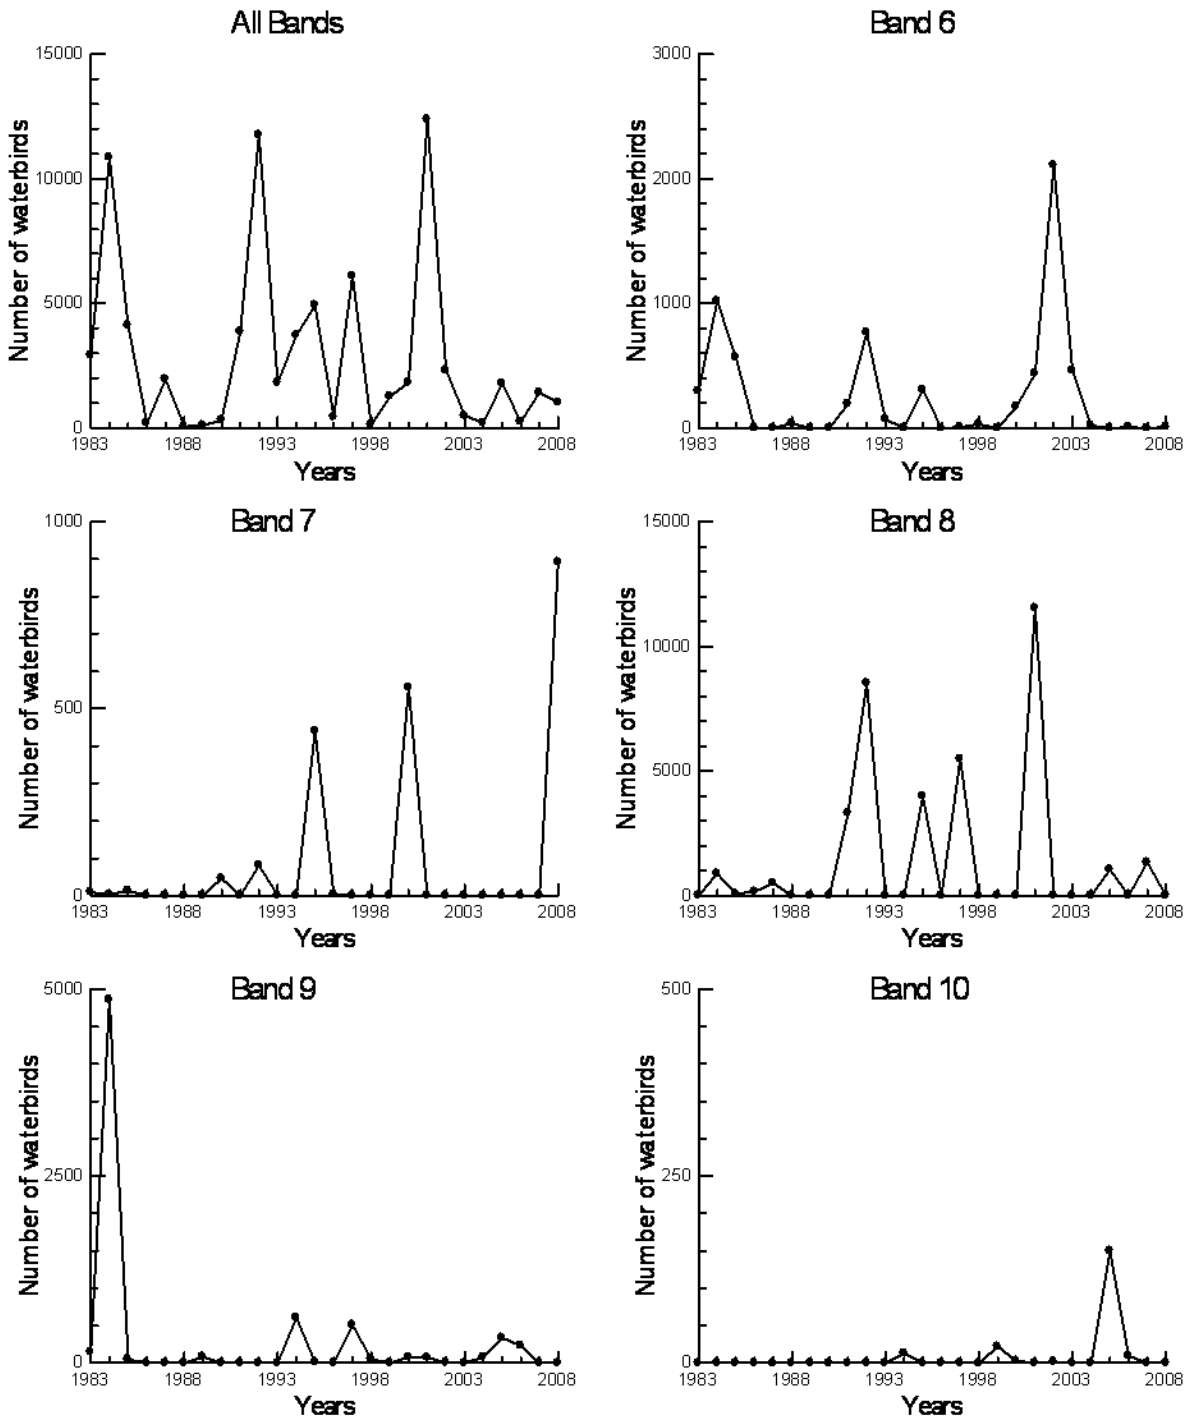 All Bands
15000
10000
5000
0
Number of waterbirds
1983 1988 1993 1998 2003 2008
Years
Band 6
3000
2000
1000
0
Number of waterbirds
1983 1988 1993 1998 2003 2008
Years
Band 7
1000
500
0
Number of waterbirds
1983 1988 1993 1998 2003 2008
Years
Band 8
15000
10000
5000
0
Number of waterbirds
1983 1988 1993 1998 2003 2008
Years
Band 9
5000
2500
0
Number of waterbirds
1983 1988 1993 1998 2003 2008
Years
Band 10
500
250
0
Number of waterbirds
1983 1988 1993 1998 2003 2008
Years